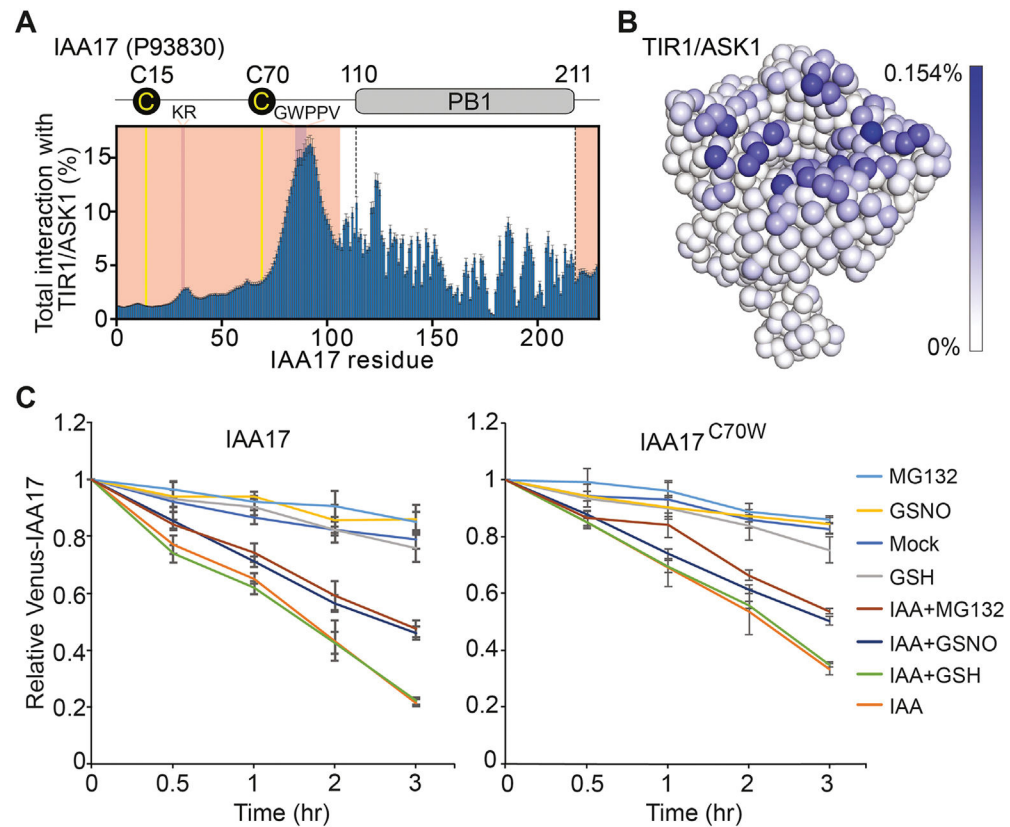 A
IAA17 (P93830)
C15 C70 110 211
C C PB1
KR GWPPV
Total interaction with
TIR1/ASK1 (%)
15
10
5
0
0 50 100 150 200
IAA17 residue
B
TIR1/ASK1
0.154%
0%
C
Relative Venus-IAA17
1.2
1
0.8
0.6
0.4
0.2
0
IAA17
0 0.5 1 2 3
Time (hr)
1.2
1
0.8
0.6
0.4
0.2
0
IAA17 C70W
0 0.5 1 2 3
Time (hr)
MG132
GSNO
Mock
GSH
IAA+MG132
IAA+GSNO
IAA+GSH
IAA